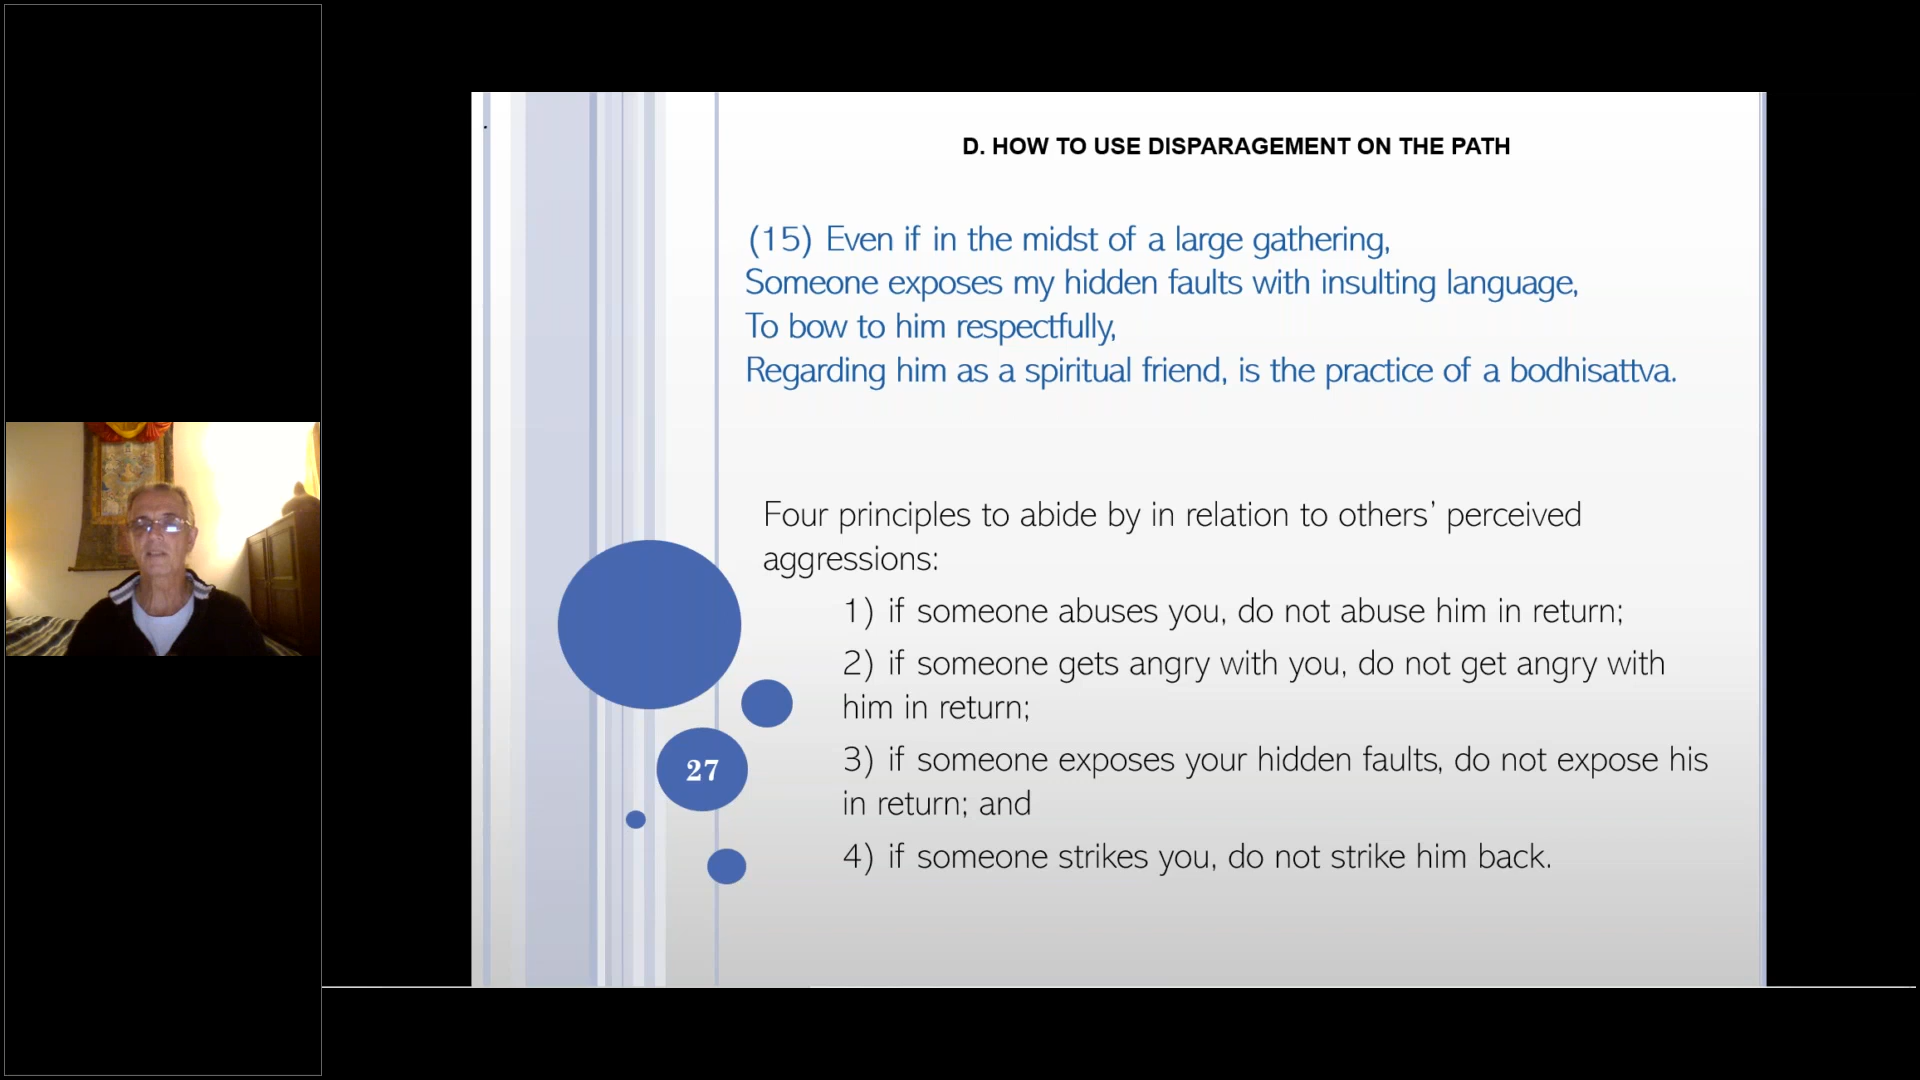 D. HOW TO USE DISPARAGEMENT ON THE PATH
(15) Even if in the midst of a large gathering,
Someone exposes my hidden faults with insulting language,
To bow to him respectfully,
Regarding him as a spiritual friend, is the practice of a bodhisattva.
Four principles to abide by in relation to others’ perceived
aggressions:
1) if someone abuses you, do not abuse him in return;
2) if someone gets angry with you, do not get angry with
him in return;
3) if someone exposes your hidden faults, do not expose his
in return; and
4) if someone strikes you, do not strike him back.
27